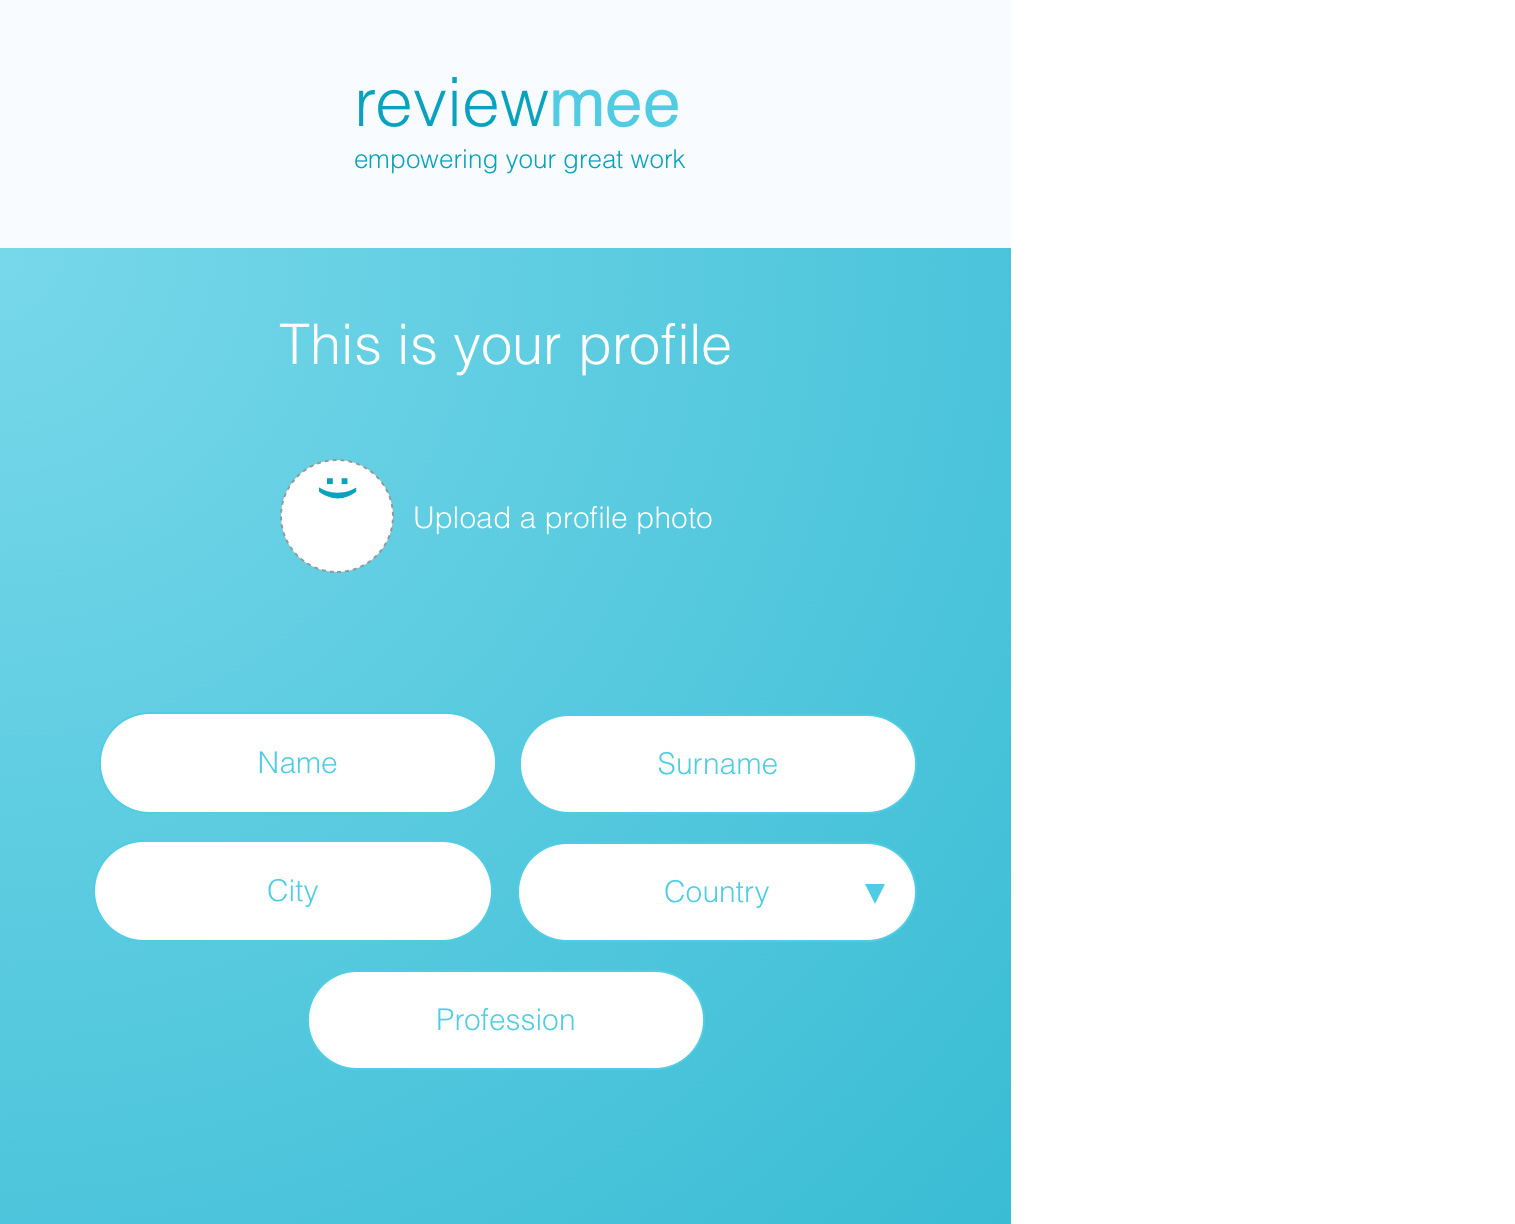 reviewmee
empowering your great work
This is your profile
Upload a profile photo
Name
Surname
City
Country
Profession